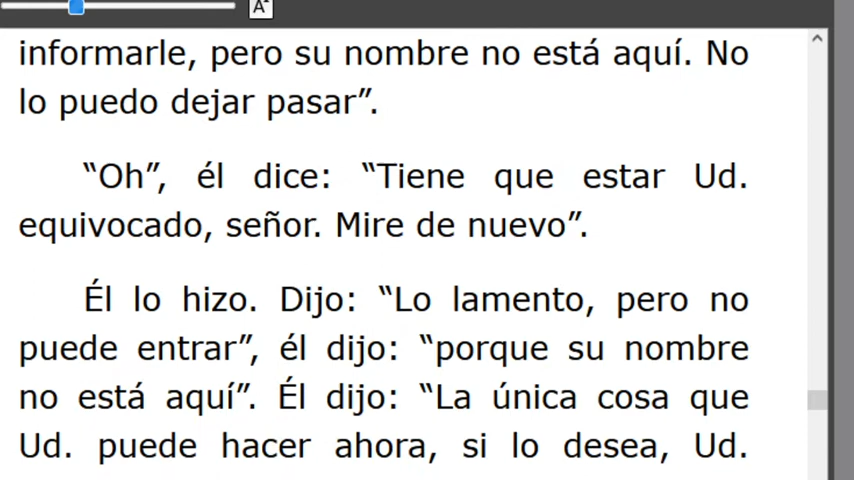 A
informarle, pero su nombre no está aquí. No
lo puedo dejar pasar”.
“Oh”, él dice: “Tiene que estar Ud.
equivocado, señor. Mire de nuevo”.
Él lo hizo. Dijo: “Lo lamento, pero no
puede entrar”, él dijo: “porque su nombre
no está aquí”. Él dijo: “La única cosa que
Ud. puede hacer ahora, si lo desea, Ud.